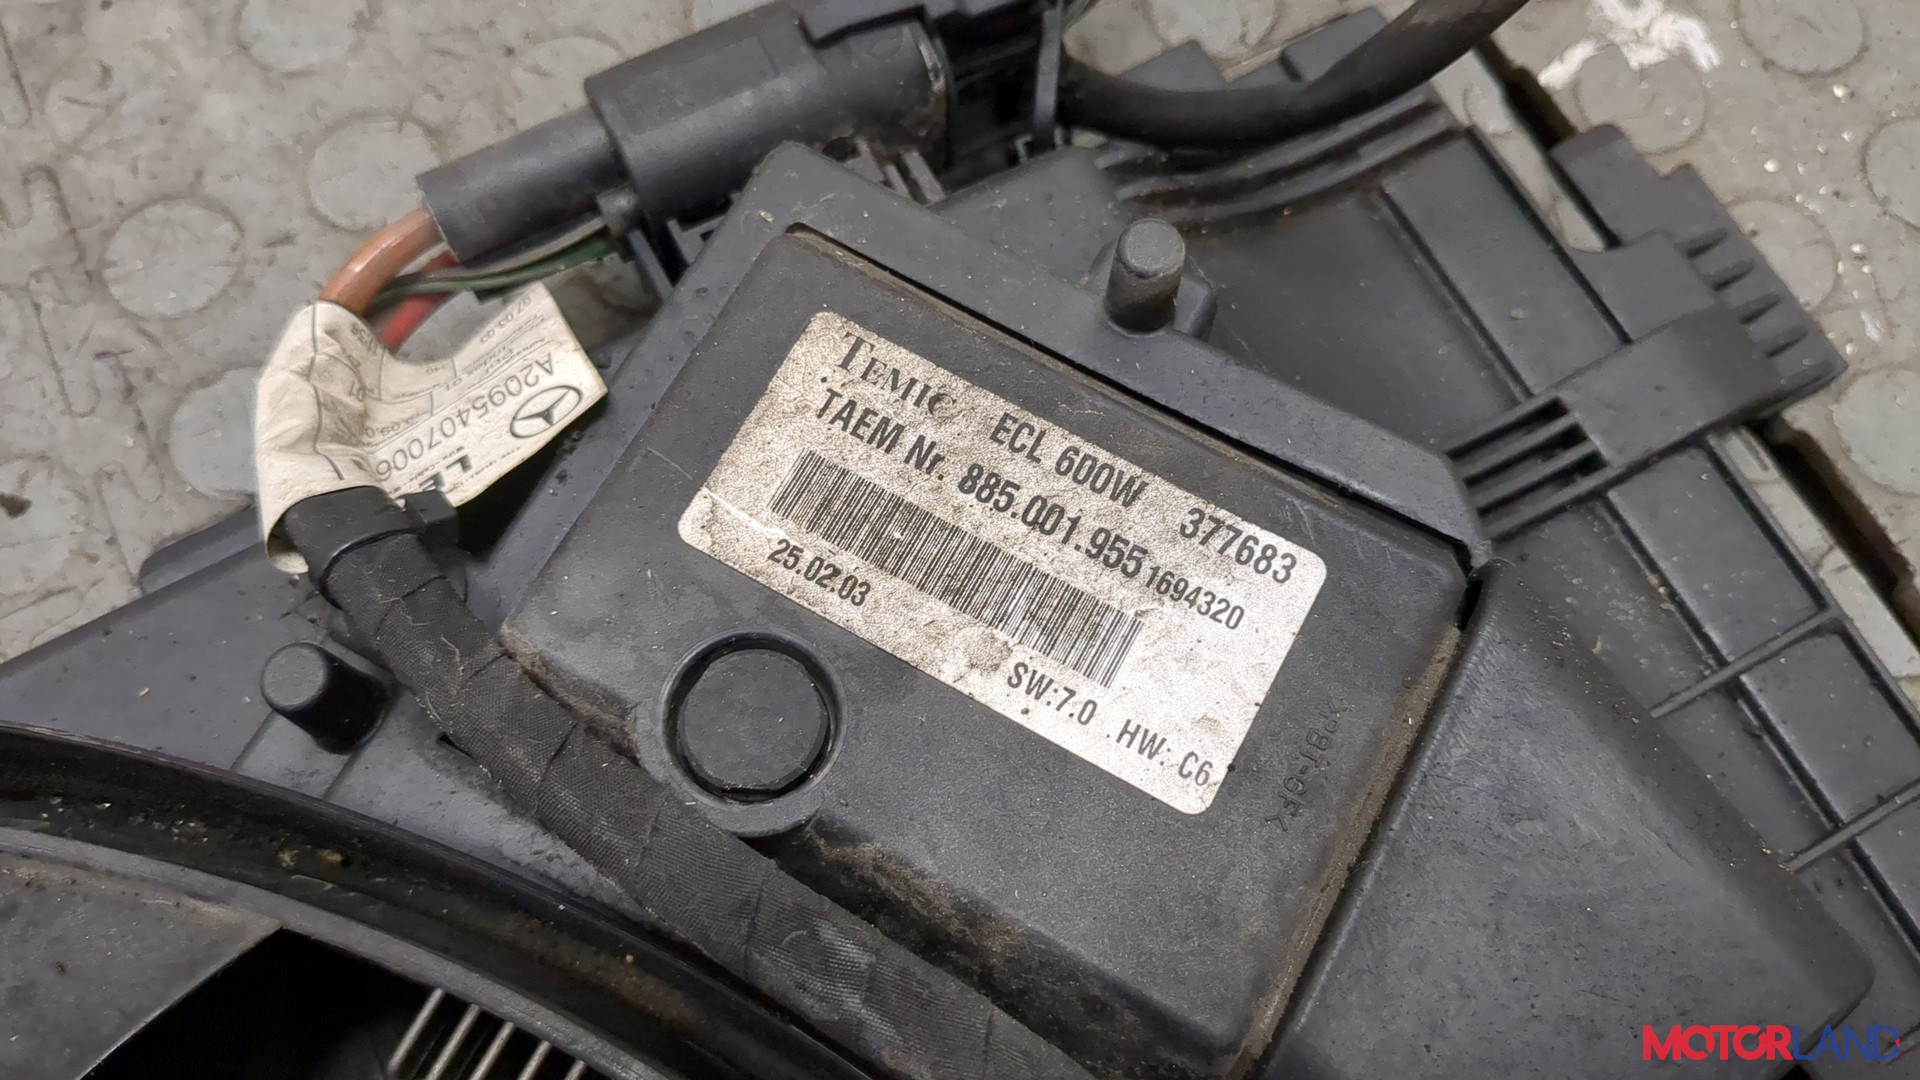 TEMIC ECL 600W 377683
TAEM Nr. 885.001.955 1694320
25.02.03
SW:7.0 HW: C6
A2095407006
MOTORLAND